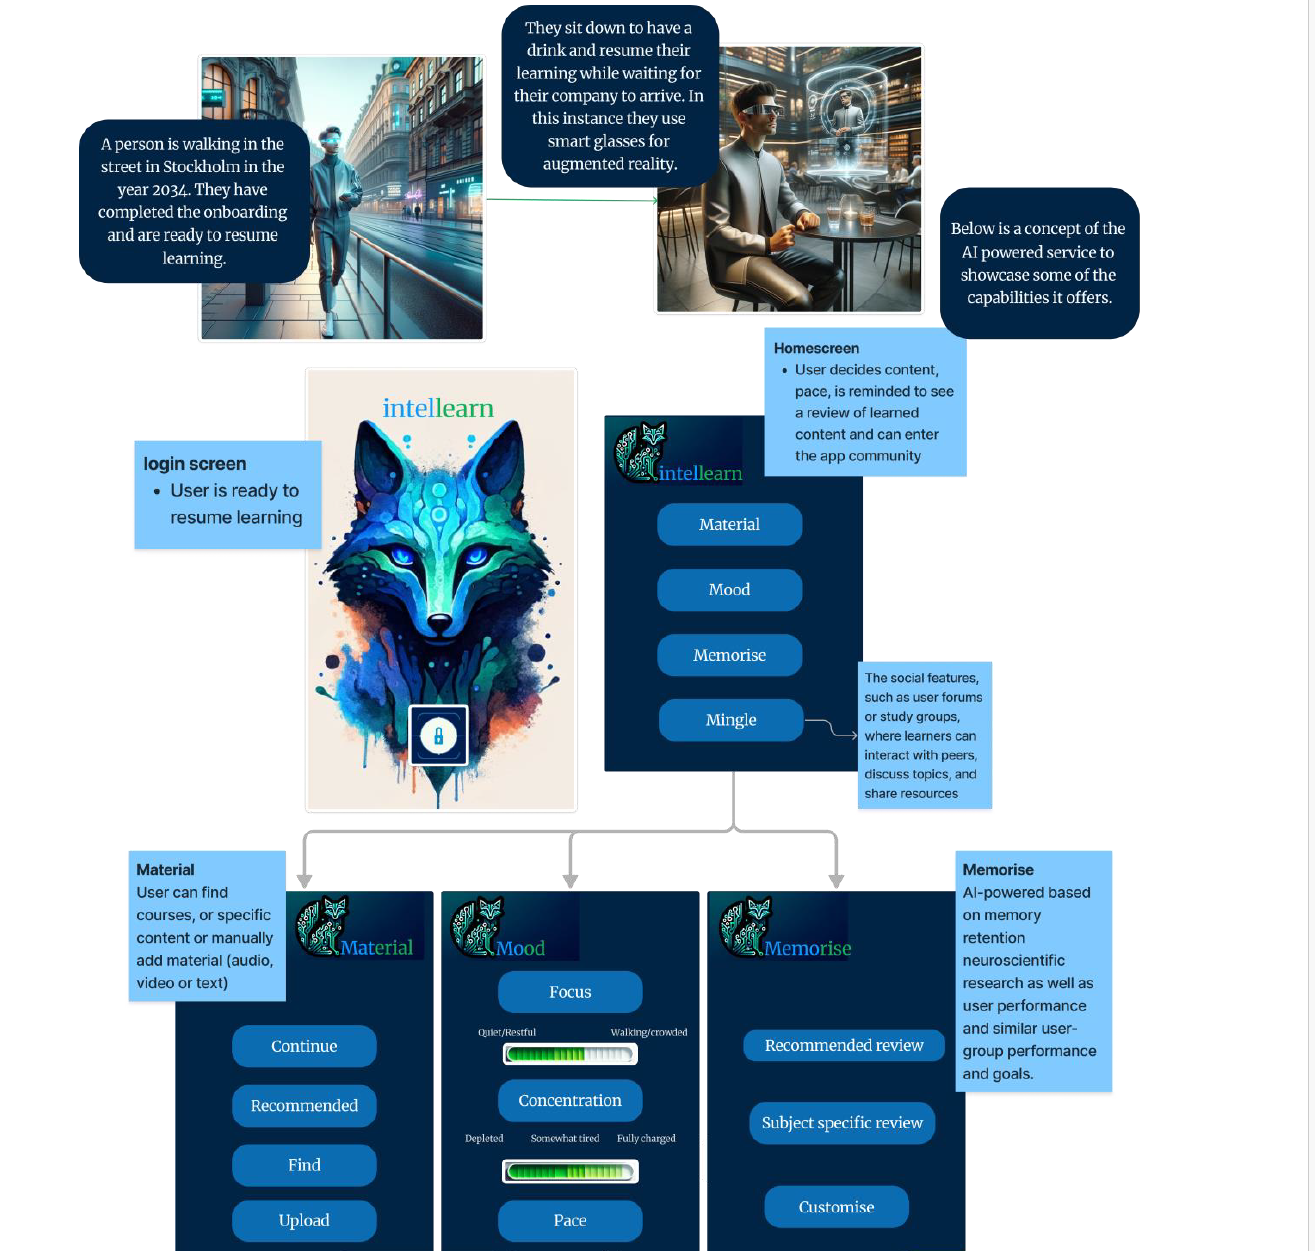 They sit down to have a
drink and resume their
learning while waiting for
their company to arrive. In
this instance they use
smart glasses for
augmented reality.
A person is walking in the
street in Stockholm in the
year 2034. They have
completed the onboarding
and are ready to resume
learning.
Below is a concept of the
AI powered service to
showcase some of the
capabilities it offers.
Homescreen
• User decides content,
pace, is reminded to see
a review of learned
content and can enter
the app community
intellearn
login screen
• User is ready to
resume learning
intellearn
Material
Mood
Memorise
Mingle
The social features,
such as user forums
or study groups,
where learners can
interact with peers,
discuss topics, and
share resources
Material
User can find
courses, or specific
content or manually
add material (audio,
video or text)
Material
Continue
Recommended
Find
Upload
Mood
Focus
Quiet/Restful Walking/crowded
Concentration
Depleted Somewhat tired Fully charged
Pace
Memorise
Recommended review
Subject specific review
Customise
Memorise
AI-powered based
on memory
retention
neuroscientific
research as well as
user performance
and similar user-
group performance
and goals.